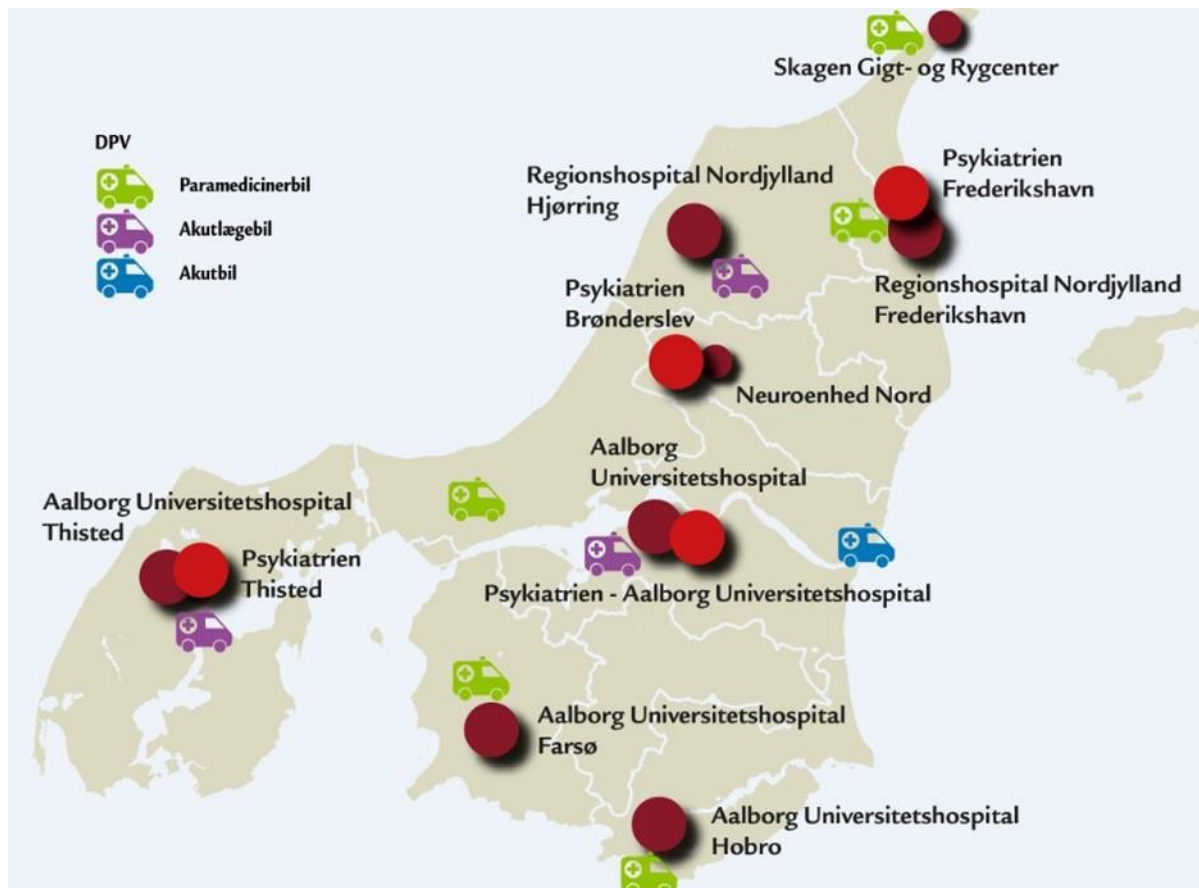 Skagen Gigt- og Rygcenter
DPV
Paramedicinerbil
Akutlægebil
Akutbil
Psykiatrien
Frederikshavn
Regionshospital Nordjylland
Hjørring
Regionshospital Nordjylland
Frederikshavn
Psykiatrien
Brønderslev
Neuroenhed Nord
Aalborg
Universitetshospital
Aalborg Universitetshospital
Thisted
Psykiatrien
Thisted
Psykiatrien - Aalborg Universitetshospital
Aalborg Universitetshospital
Farsø
Aalborg Universitetshospital
Hobro